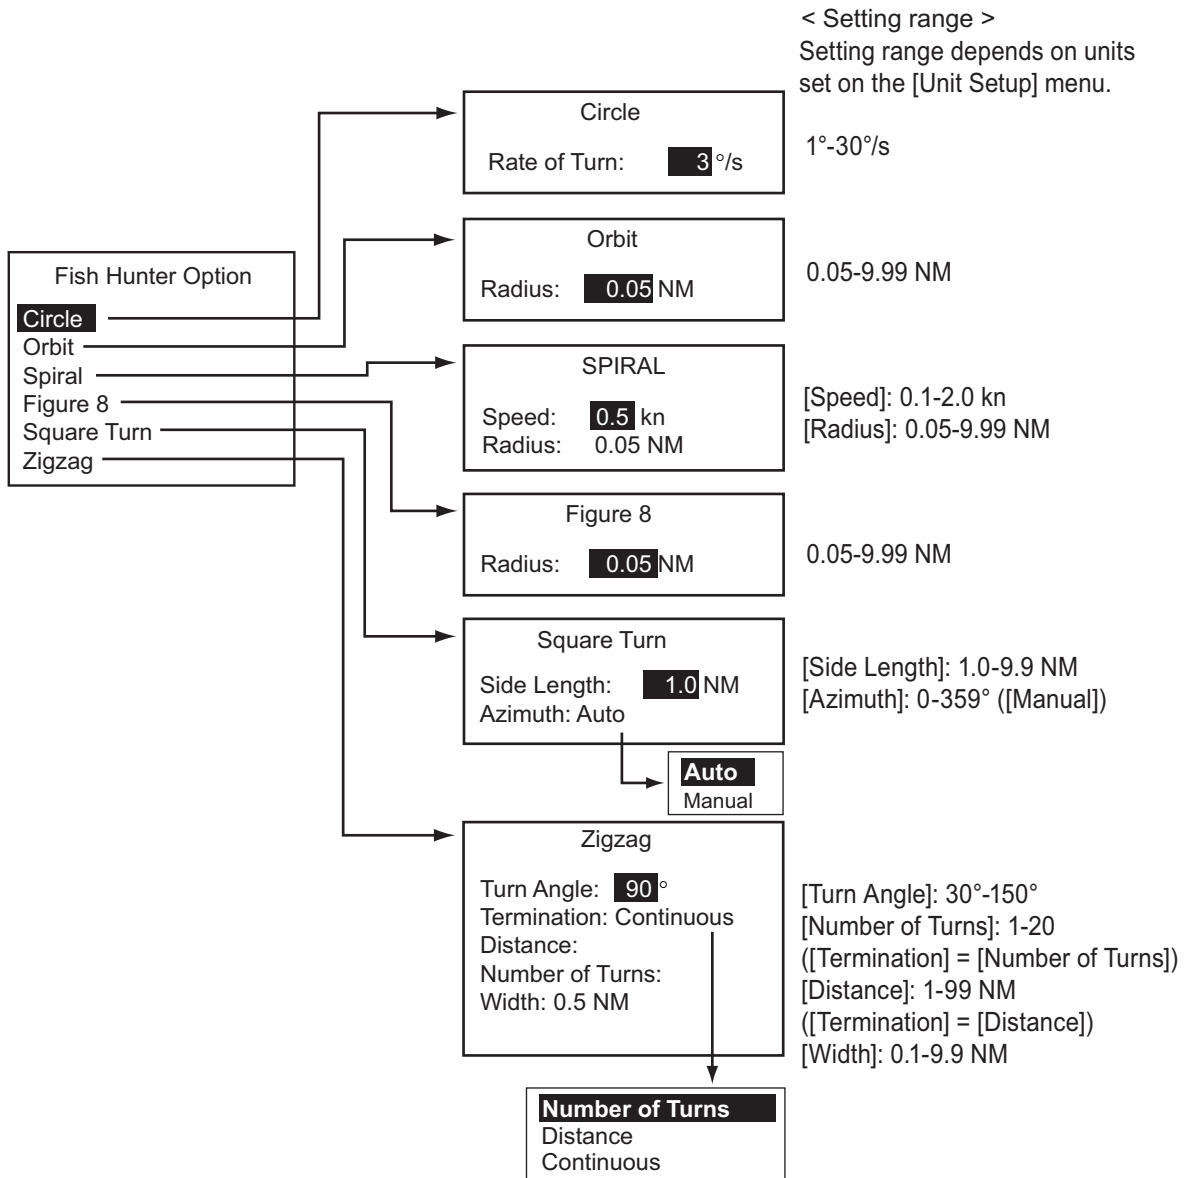 < Setting range >
Setting range depends on units
set on the [Unit Setup] menu.
Fish Hunter Option
Circle
Orbit
Spiral
Figure 8
Square Turn
Zigzag
Circle
Rate of Turn: 3 °/s
1°-30°/s
Orbit
Radius: 0.05 NM
0.05-9.99 NM
SPIRAL
Speed: 0.5 kn
Radius: 0.05 NM
[Speed]: 0.1-2.0 kn
[Radius]: 0.05-9.99 NM
Figure 8
Radius: 0.05 NM
0.05-9.99 NM
Square Turn
Side Length: 1.0 NM
Azimuth: Auto
[Side Length]: 1.0-9.9 NM
[Azimuth]: 0-359° ([Manual])
Auto
Manual
Zigzag
Turn Angle: 90 °
Termination: Continuous
Distance:
Number of Turns:
Width: 0.5 NM
[Turn Angle]: 30°-150°
[Number of Turns]: 1-20
([Termination] = [Number of Turns])
[Distance]: 1-99 NM
([Termination] = [Distance])
[Width]: 0.1-9.9 NM
Number of Turns
Distance
Continuous